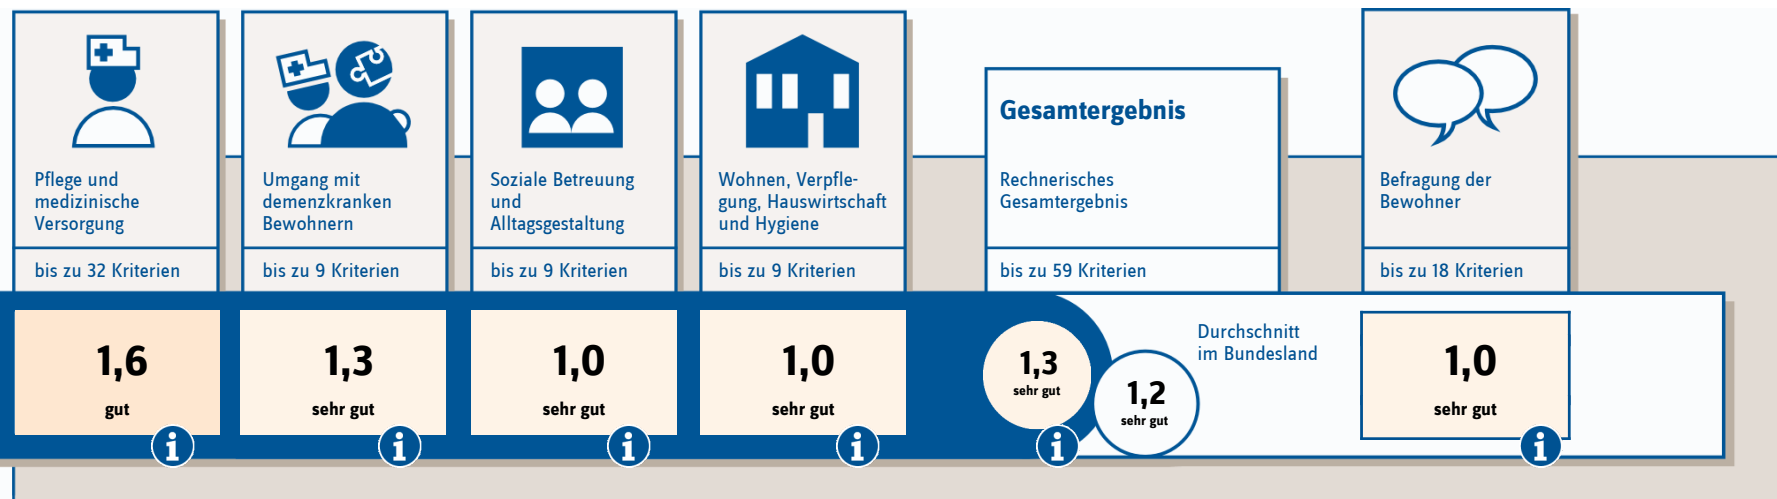 Pflege und
medizinische
Versorgung
bis zu 32 Kriterien
1,6
gut
Umgang mit
demenzkranken
Bewohnern
bis zu 9 Kriterien
1,3
sehr gut
Soziale Betreuung
und
Alltagsgestaltung
bis zu 9 Kriterien
1,0
sehr gut
Wohnen, Verpfle-
gung, Hauswirtschaft
und Hygiene
bis zu 9 Kriterien
1,0
sehr gut
Gesamtergebnis
Rechnerisches
Gesamtergebnis
bis zu 59 Kriterien
1,3
sehr gut
1,2
sehr gut
Durchschnitt
im Bundesland
Befragung der
Bewohner
bis zu 18 Kriterien
1,0
sehr gut